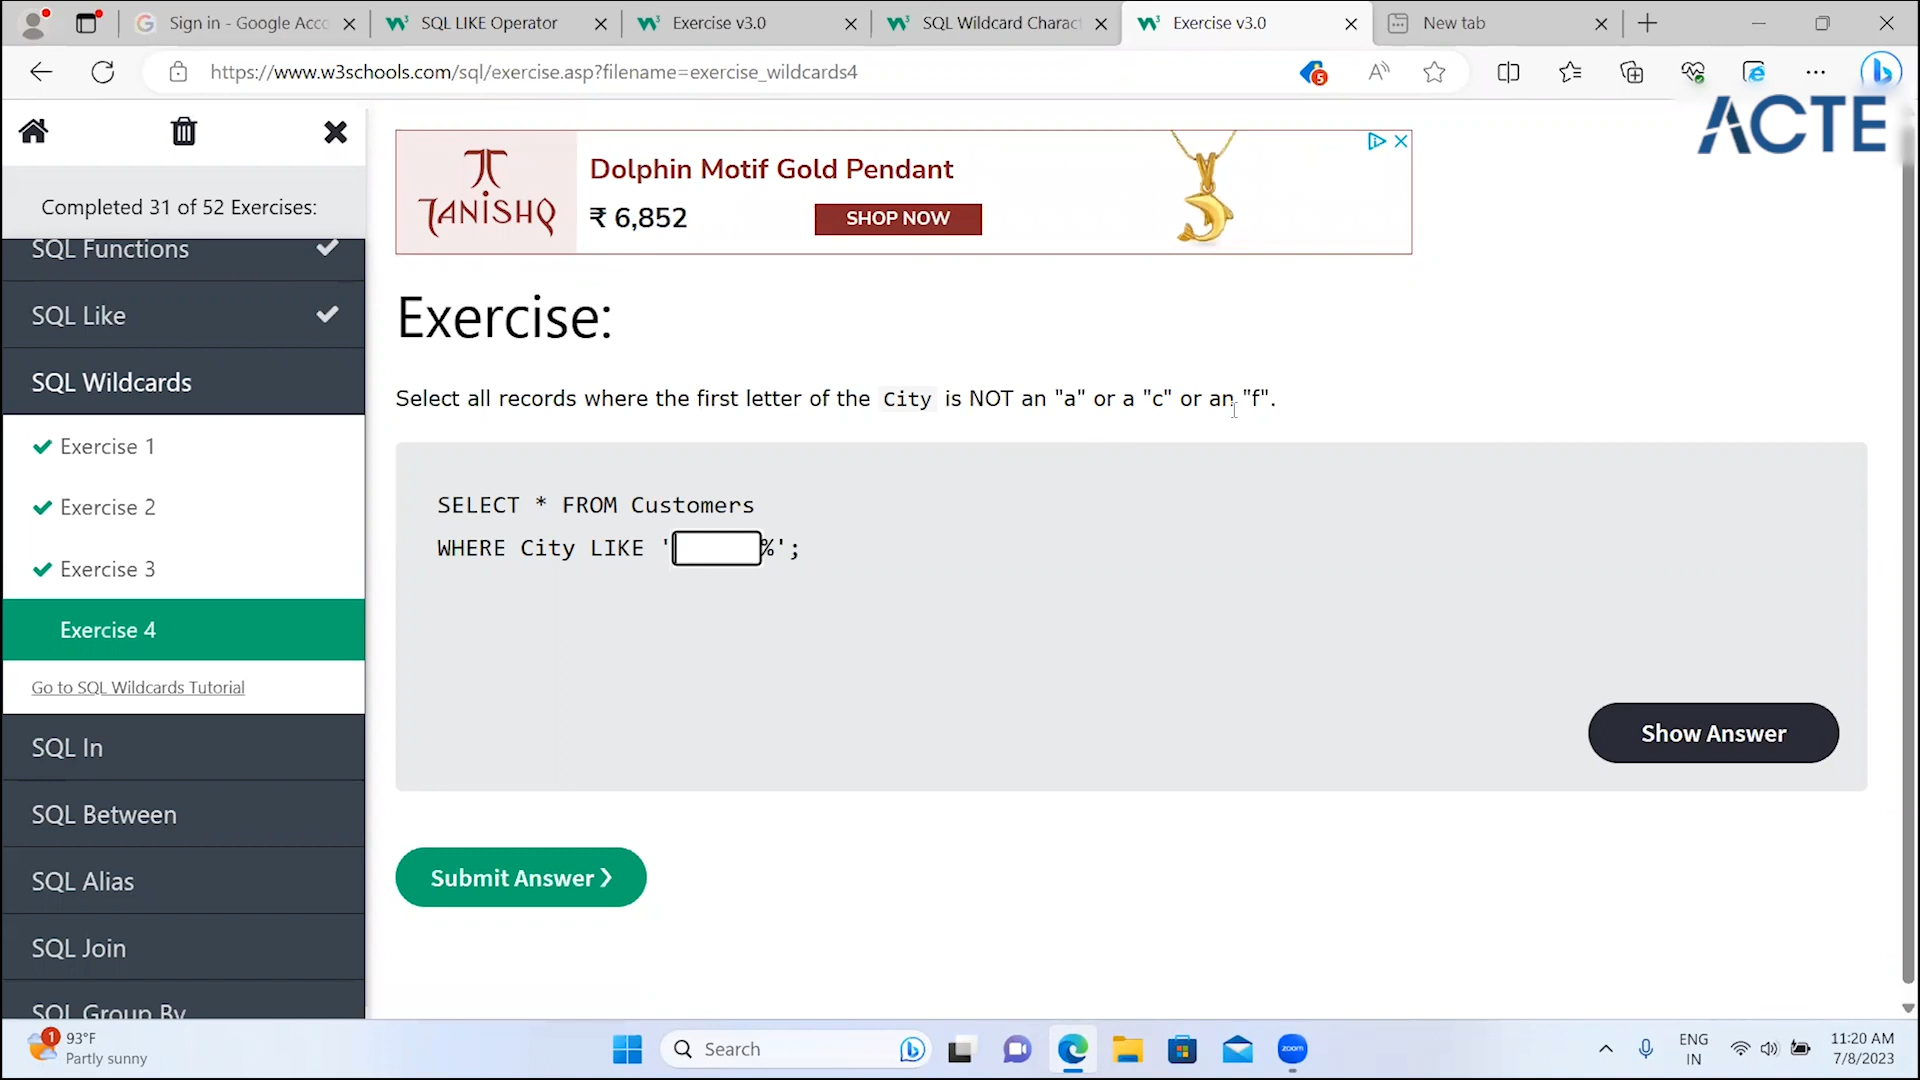 Sign in - Google Acco
SQL LIKE Operator
Exercise v3.0
SQL Wildcard Charact
Exercise v3.0
New tab
https://www.w3schools.com/sql/exercise.asp?filename=exercise_wildcards4
5
ACTE
TANISHQ
Dolphin Motif Gold Pendant
₹ 6,852
SHOP NOW
Completed 31 of 52 Exercises:
SQL Functions
SQL Like
SQL Wildcards
Exercise 1
Exercise 2
Exercise 3
Exercise 4
Go to SQL Wildcards Tutorial
SQL In
SQL Between
SQL Alias
SQL Join
SQL Group By
Exercise:
Select all records where the first letter of the City is NOT an "a" or a "c" or an "f".
SELECT * FROM Customers
WHERE City LIKE '%';
Show Answer
Submit Answer ❯
1
93°F
Partly sunny
Search
zoom
ENG
IN
11:20 AM
7/8/2023